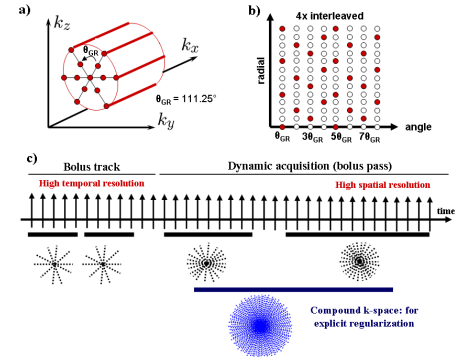 a)
k_z
k_x
θ_GR
θ_GR = 111.25°
k_y
b)
4x interleaved
radial
θ_GR 3θ_GR 5θ_GR 7θ_GR angle
c)
Bolus track Dynamic acquisition (bolus pass)
High temporal resolution High spatial resolution
time
Compound k-space: for
explicit regularization